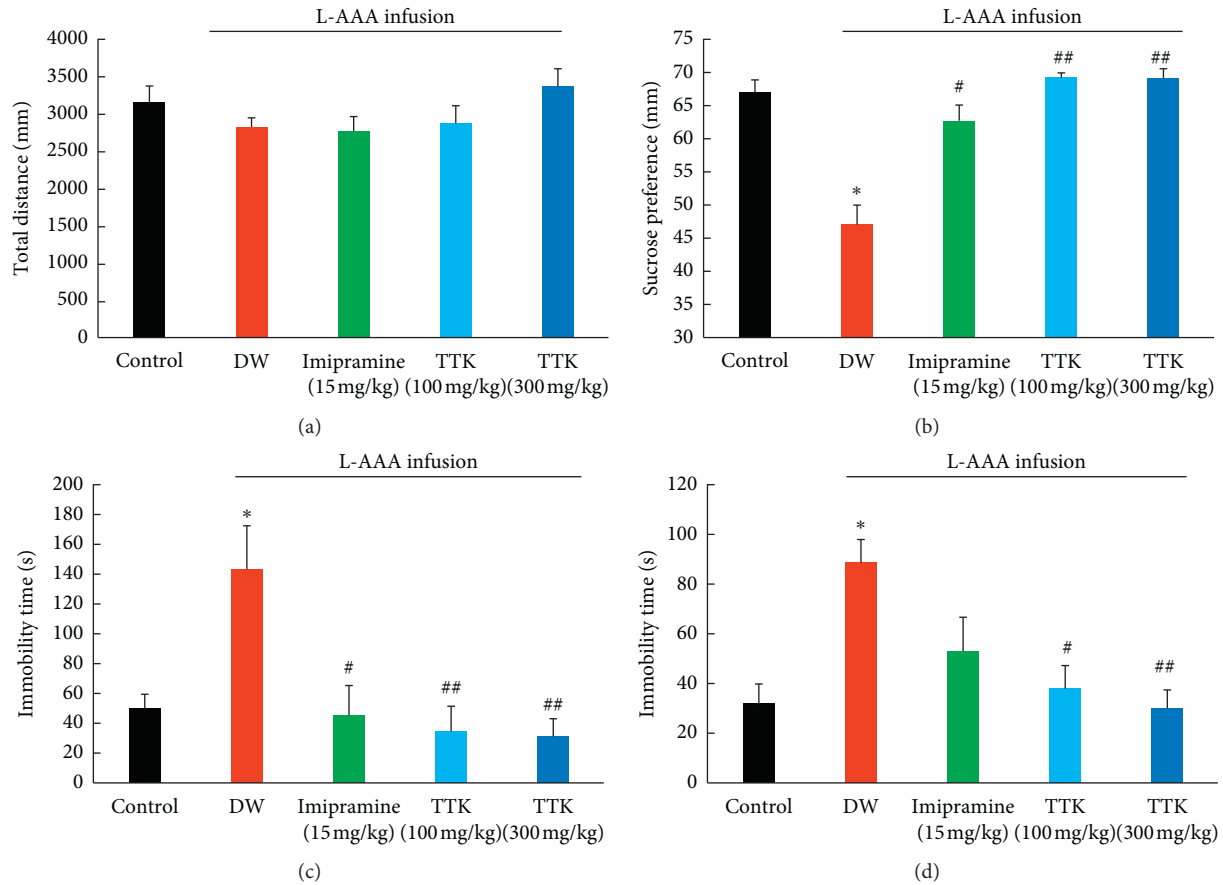 L-AAA infusion
4000
3500
3000
2500
2000
1500
1000
500
0
Total distance (mm)
Control
DW
Imipramine
(15 mg/kg)
TTK
(100 mg/kg)
TTK
(300 mg/kg)
(a)
L-AAA infusion
75
70
65
60
55
50
45
40
35
30
Sucrose preference (mm)
*
#
##
##
Control
DW
Imipramine
(15 mg/kg)
TTK
(100 mg/kg)
TTK
(300 mg/kg)
(b)
L-AAA infusion
200
180
160
140
120
100
80
60
40
20
0
Immobility time (s)
*
#
##
##
Control
DW
Imipramine
(15 mg/kg)
TTK
(100 mg/kg)
TTK
(300 mg/kg)
(c)
L-AAA infusion
120
100
80
60
40
20
0
Immobility time (s)
*
#
##
Control
DW
Imipramine
(15 mg/kg)
TTK
(100 mg/kg)
TTK
(300 mg/kg)
(d)